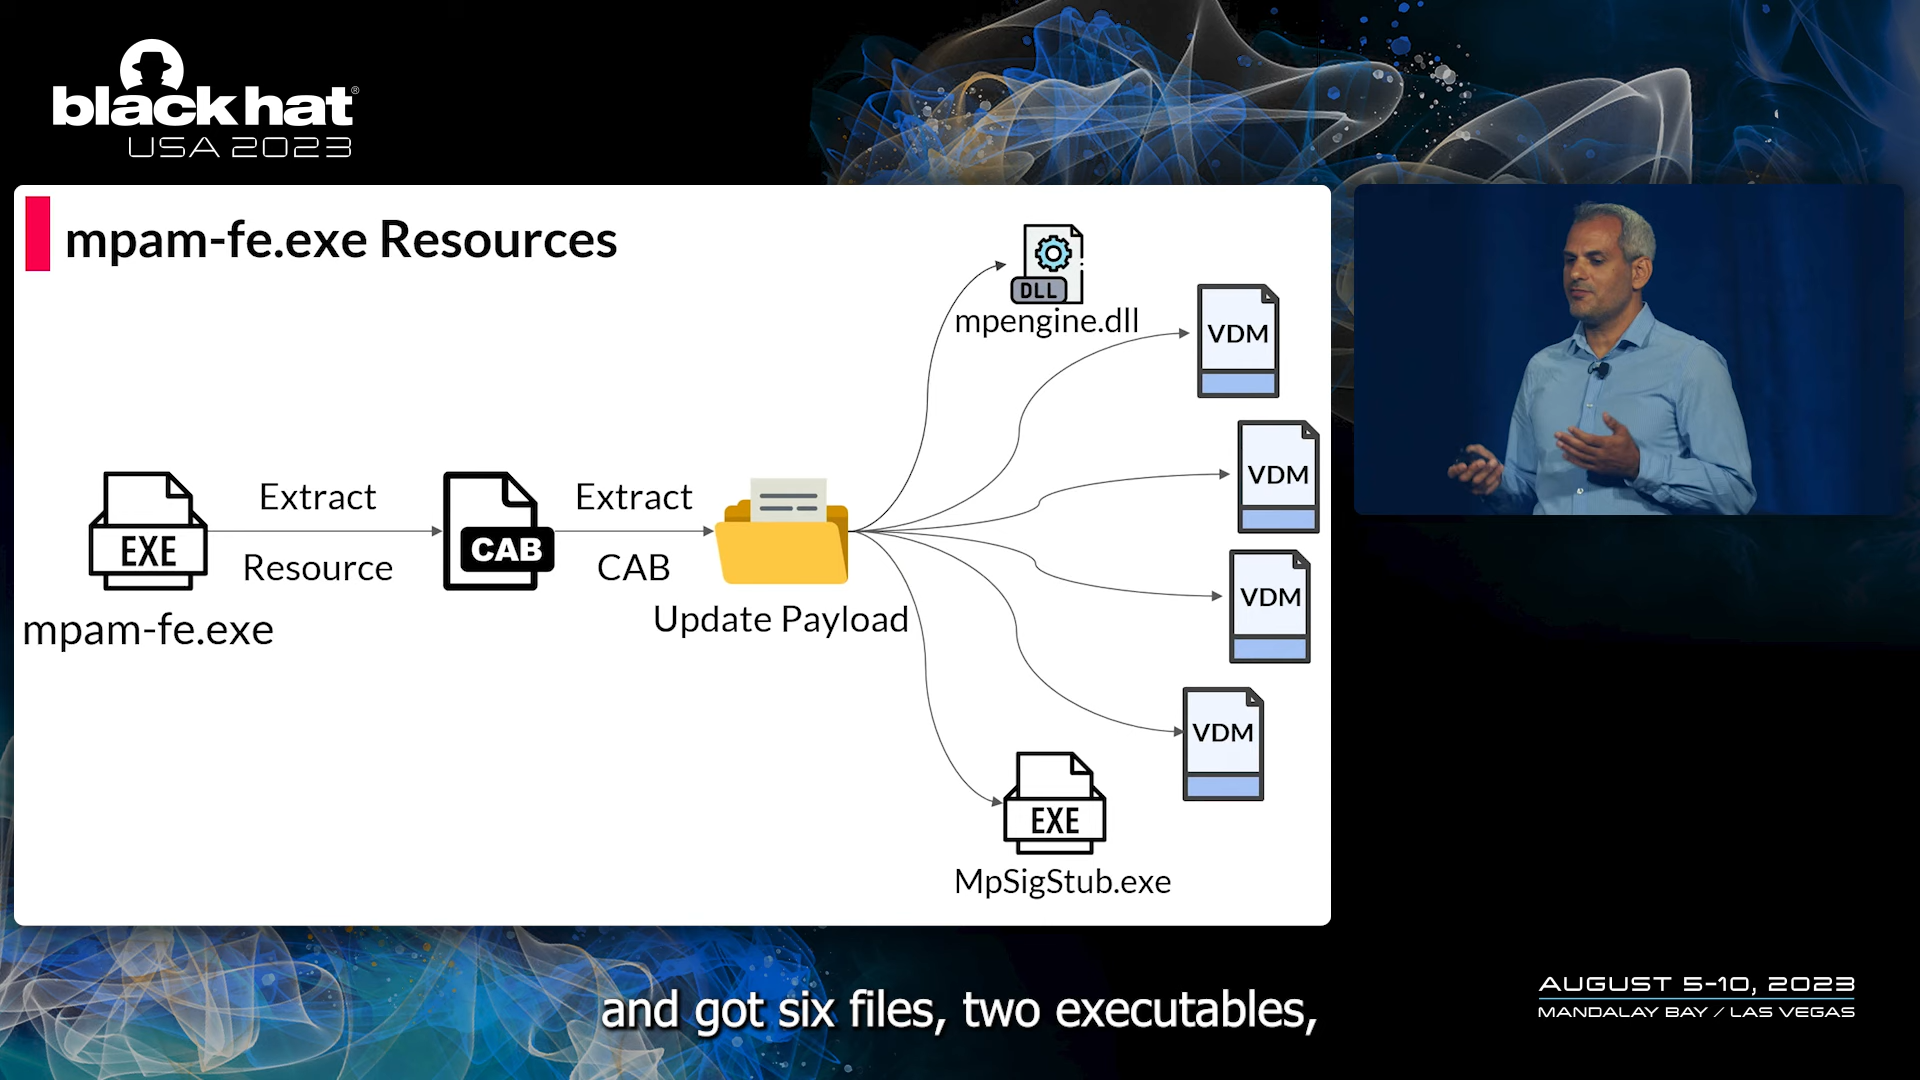 black hat®
USA 2023
mpam-fe.exe Resources
DLL
mpengine.dll
VDM
VDM
VDM
VDM
EXE
mpam-fe.exe
Extract
Resource
CAB
Extract
CAB
Update Payload
EXE
MpSigStub.exe
and got six files, two executables,
AUGUST 5-10, 2023
MANDALAY BAY / LAS VEGAS